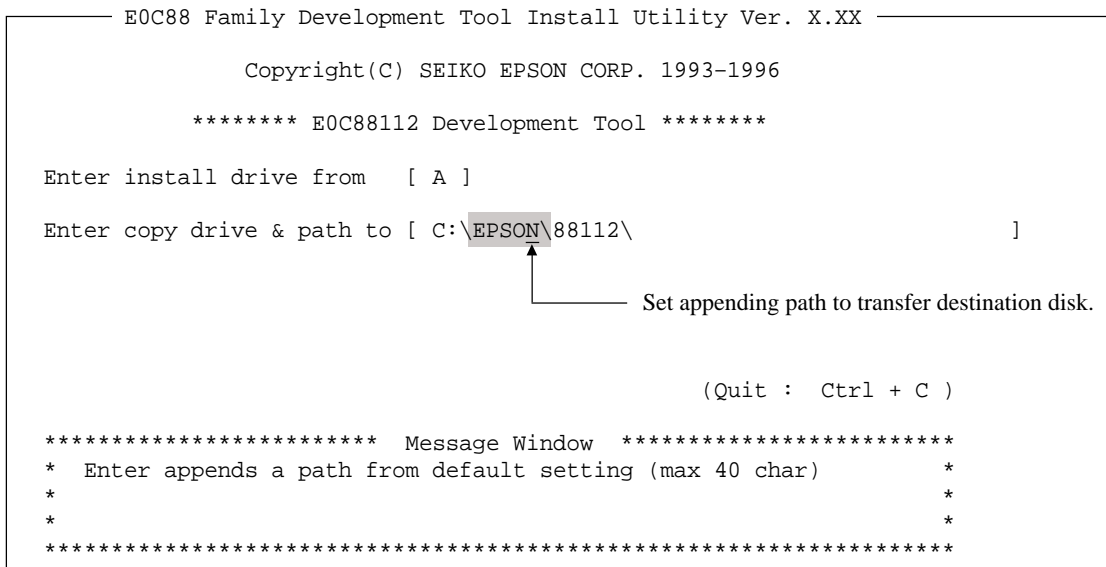 E0C88 Family Development Tool Install Utility Ver. X.XX
Copyright(C) SEIKO EPSON CORP. 1993–1996
******** E0C88112 Development Tool ********
Enter install drive from [ A ]
Enter copy drive & path to [ C:\EPSON\88112\ ]
Set appending path to transfer destination disk.
(Quit : Ctrl + C )
************************* Message Window *************************
* Enter appends a path from default setting (max 40 char) *
* *
* *
********************************************************************